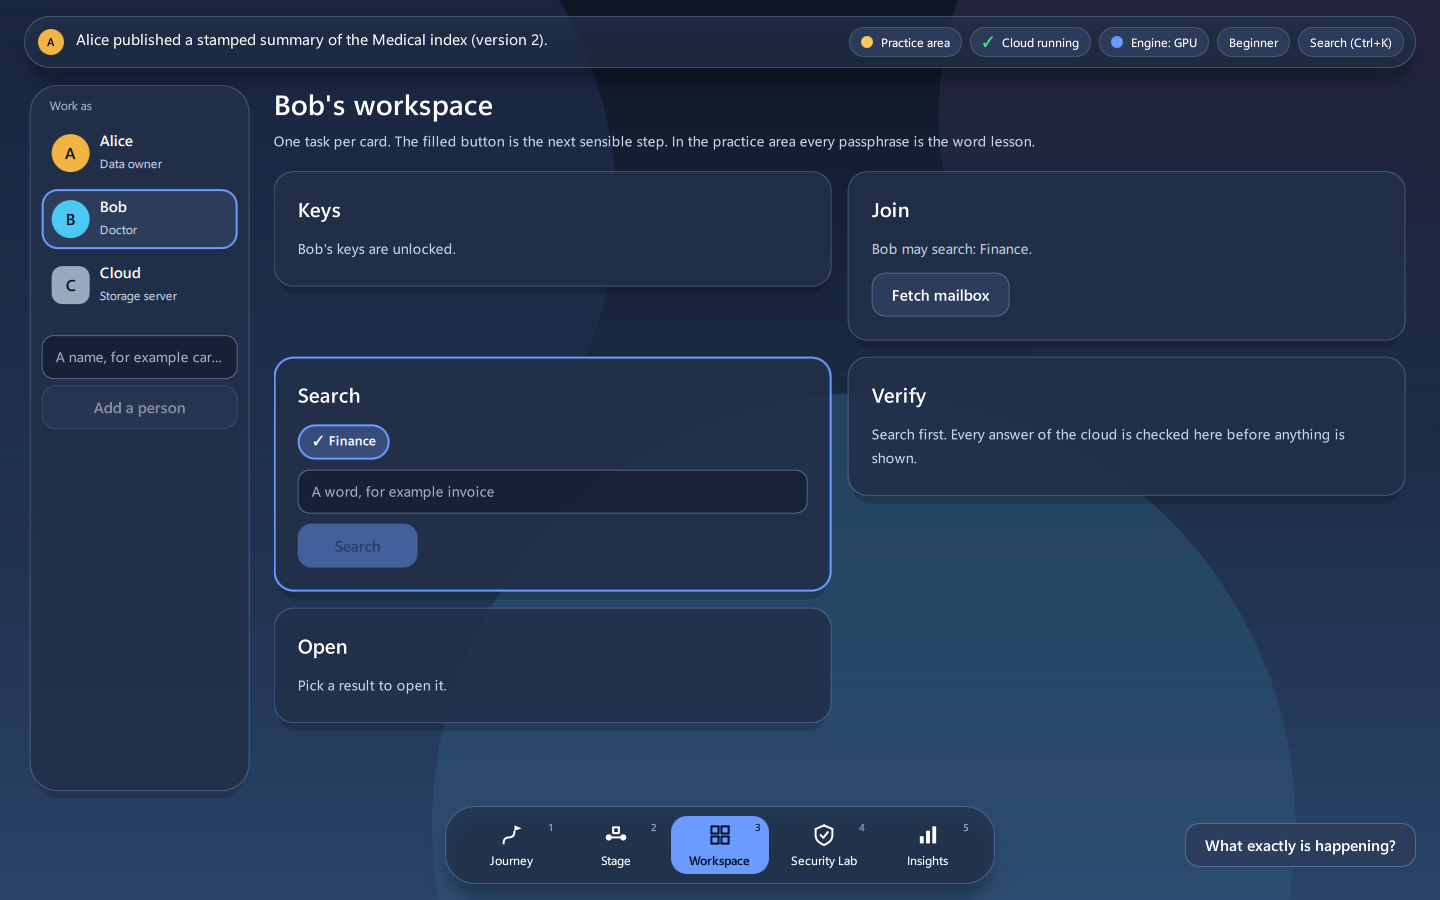 A
Alice published a stamped summary of the Medical index (version 2).
Practice area
✓ Cloud running
Engine: GPU
Beginner
Search (Ctrl+K)
Work as
A
Alice
Data owner
B
Bob
Doctor
C
Cloud
Storage server
A name, for example car...
Add a person
Bob's workspace
One task per card. The filled button is the next sensible step. In the practice area every passphrase is the word lesson.
Keys
Bob's keys are unlocked.
Join
Bob may search: Finance.
Fetch mailbox
Search
✓ Finance
A word, for example invoice
Search
Verify
Search first. Every answer of the cloud is checked here before anything is
shown.
Open
Pick a result to open it.
Journey
1
Stage
2
Workspace
3
Security Lab
4
Insights
5
What exactly is happening?